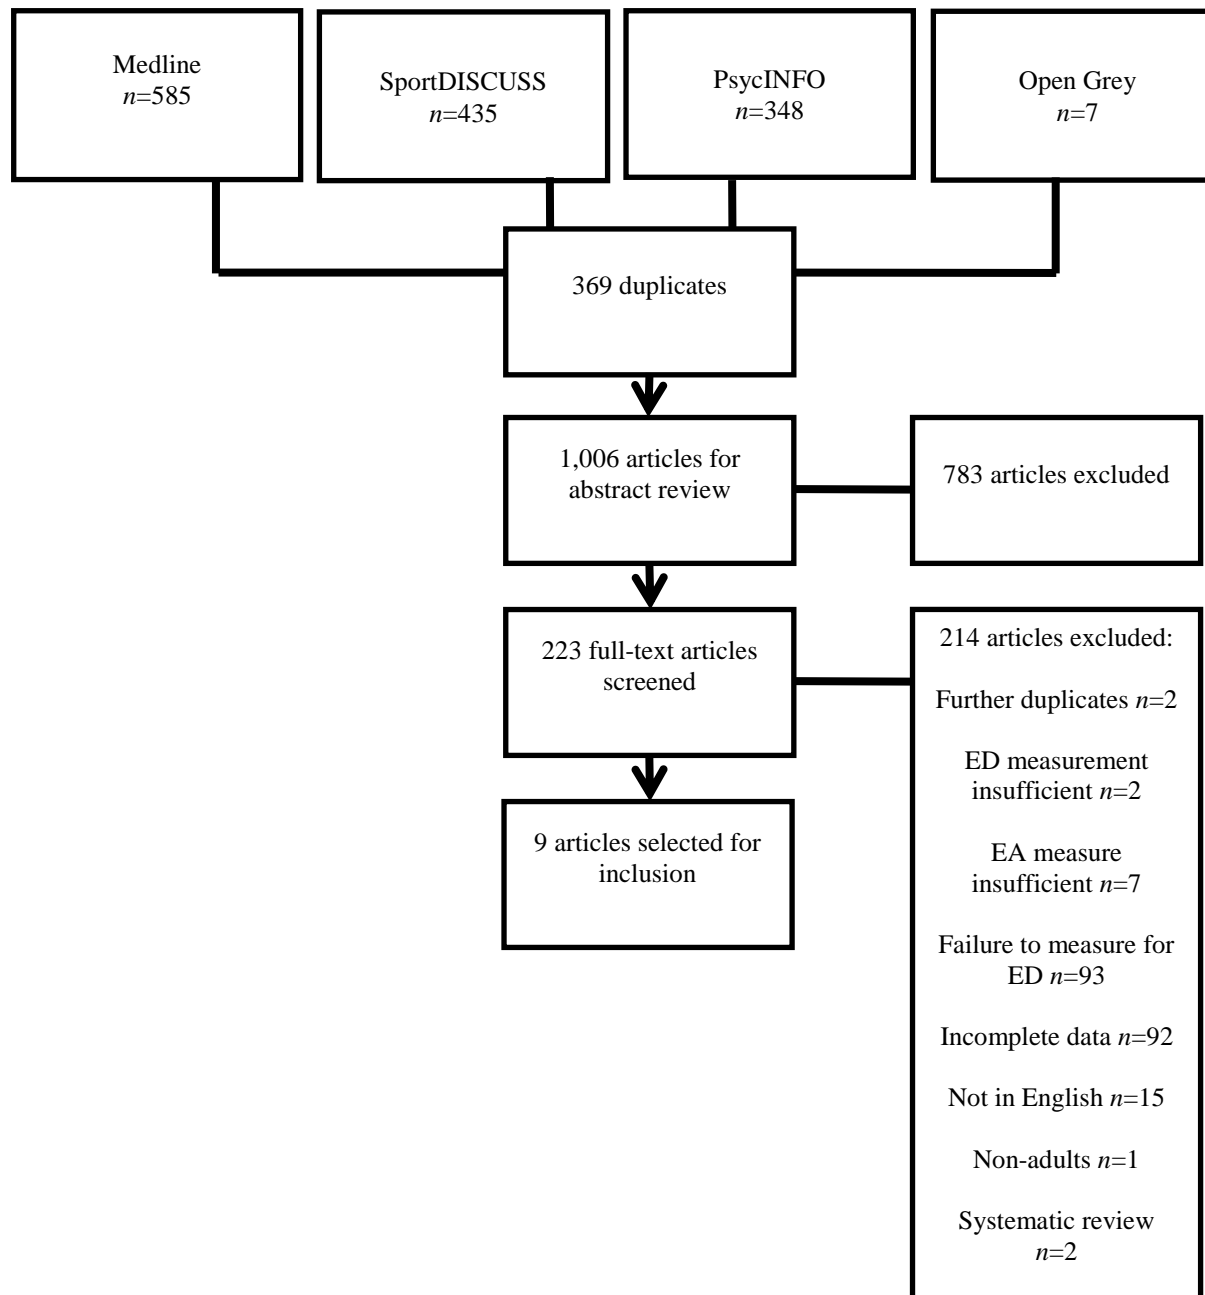 Medline
n=585
SportDISCUSS
n=435
PsycINFO
n=348
Open Grey
n=7
369 duplicates
1,006 articles for
abstract review
783 articles excluded
223 full-text articles
screened
214 articles excluded:
Further duplicates n=2
ED measurement
insufficient n=2
EA measure
insufficient n=7
Failure to measure for
ED n=93
Incomplete data n=92
Not in English n=15
Non-adults n=1
Systematic review
n=2
9 articles selected for
inclusion